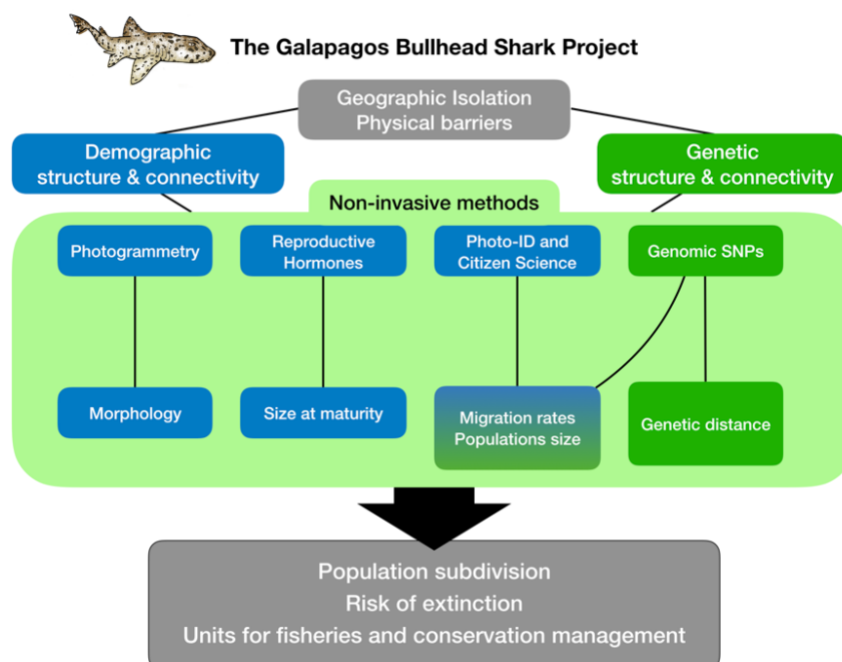 The Galapagos Bullhead Shark Project
Geographic Isolation
Physical barriers
Demographic
structure & connectivity
Genetic
structure & connectivity
Non-invasive methods
Photogrammetry
Reproductive
Hormones
Photo-ID and
Citizen Science
Genomic SNPs
Morphology
Size at maturity
Migration rates
Populations size
Genetic distance
Population subdivision
Risk of extinction
Units for fisheries and conservation management